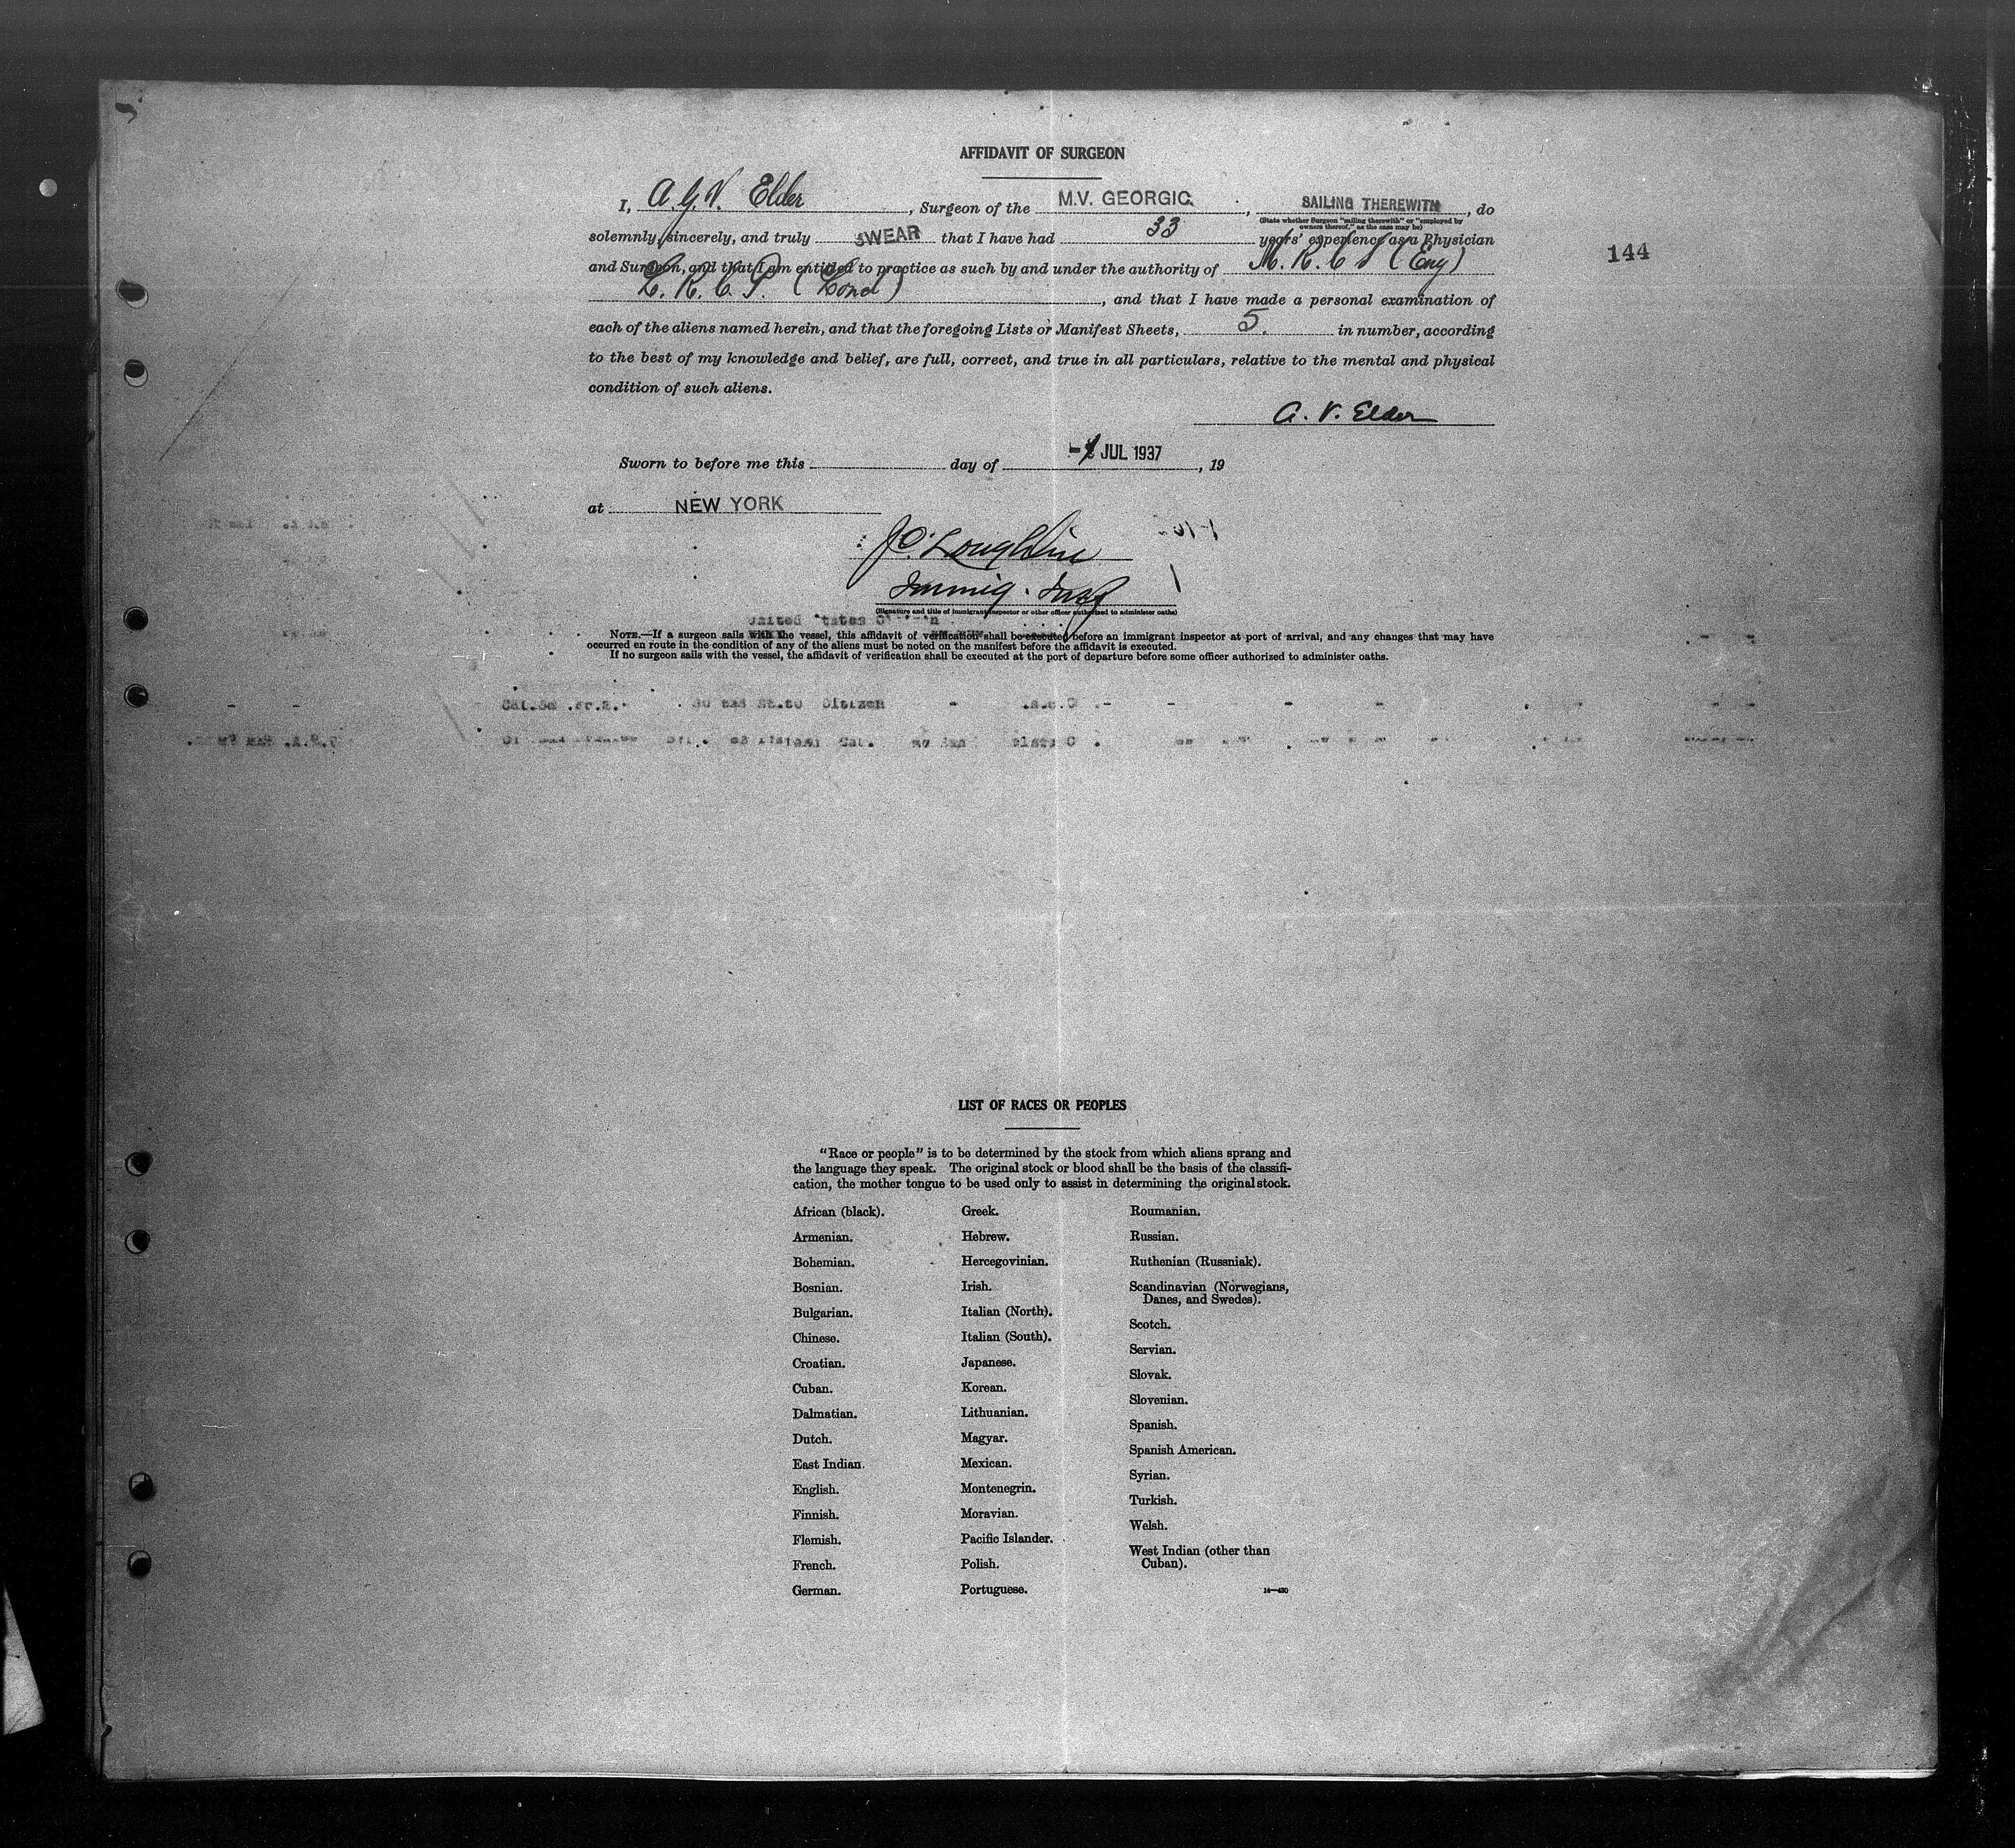 AFFIDAVIT OF SURGEON
I, A. G. V. Elder, Surgeon of the M.V. GEORGIC., SAILING THEREWITH, do
(State whether Surgeon "sailing therewith" or "employed by
owners thereof," as the case may be)
solemnly, sincerely, and truly SWEAR that I have had 33 years' experience as a Physician
144
and Surgeon, and that I am entitled to practice as such by and under the authority of M. R. C. S (Eng)
L. R. C. P. (Lond), and that I have made a personal examination of
each of the aliens named herein, and that the foregoing Lists or Manifest Sheets, 5. in number, according
to the best of my knowledge and belief, are full, correct, and true in all particulars, relative to the mental and physical
condition of such aliens.
A. V. Elder
Sworn to before me this day of JUL 1937, 19
at NEW YORK
Immig. Insp
(Signature and title of immigrant inspector or other officer authorized to administer oaths)
NOTE.—If a surgeon sails with the vessel, this affidavit of verification shall be executed before an immigrant inspector at port of arrival, and any changes that may have
occurred en route in the condition of any of the aliens must be noted on the manifest before the affidavit is executed.
If no surgeon sails with the vessel, the affidavit of verification shall be executed at the port of departure before some officer authorized to administer oaths.
LIST OF RACES OR PEOPLES
"Race or people" is to be determined by the stock from which aliens sprang and
the language they speak. The original stock or blood shall be the basis of the classifi-
cation, the mother tongue to be used only to assist in determining the original stock.
African (black).
Armenian.
Bohemian.
Bosnian.
Bulgarian.
Chinese.
Croatian.
Cuban.
Dalmatian.
Dutch.
East Indian.
English.
Finnish.
Flemish.
French.
German.
Greek.
Hebrew.
Hercegovinian.
Irish.
Italian (North).
Italian (South).
Japanese.
Korean.
Lithuanian.
Magyar.
Mexican.
Montenegrin.
Moravian.
Pacific Islander.
Polish.
Portuguese.
Roumanian.
Russian.
Ruthenian (Russniak).
Scandinavian (Norwegians,
Danes, and Swedes).
Scotch.
Servian.
Slovak.
Slovenian.
Spanish.
Spanish American.
Syrian.
Turkish.
Welsh.
West Indian (other than
Cuban).
14—430